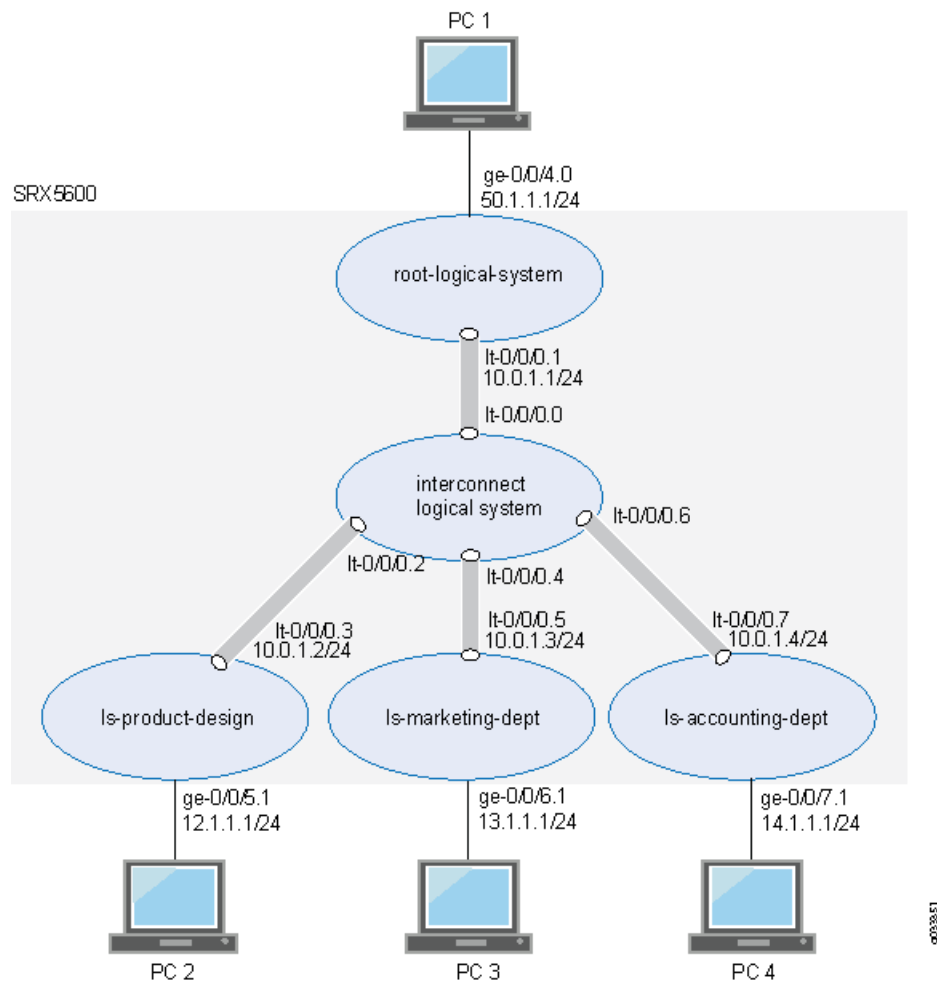 PC 1
ge-0/0/4.0
50.1.1.1/24
SRX5600
root-logical-system
lt-0/0/0.1
10.0.1.1/24
lt-0/0/0.0
interconnect
logical system
lt-0/0/0.6
lt-0/0/0.2
lt-0/0/0.4
lt-0/0/0.3
10.0.1.2/24
lt-0/0/0.5
10.0.1.3/24
lt-0/0/0.7
10.0.1.4/24
ls-product-design
ls-marketing-dept
ls-accounting-dept
ge-0/0/5.1
12.1.1.1/24
ge-0/0/6.1
13.1.1.1/24
ge-0/0/7.1
14.1.1.1/24
PC 2
PC 3
PC 4